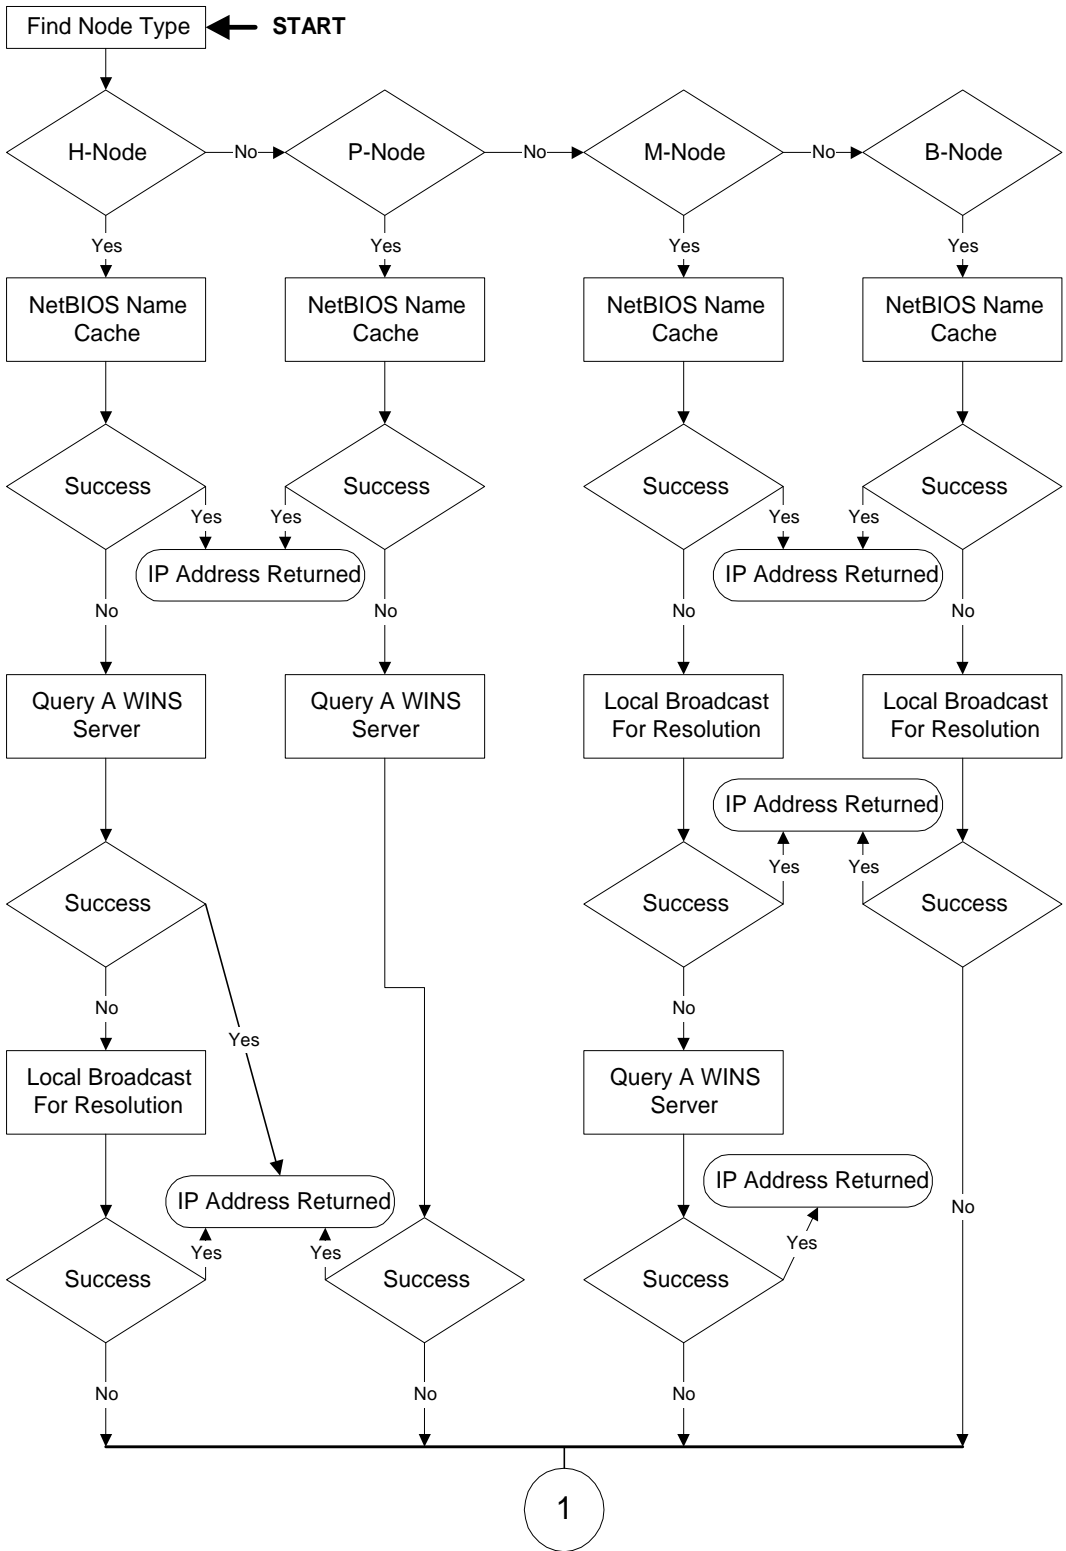 Find Node Type
START
H-Node
No
P-Node
No
M-Node
No
B-Node
Yes
Yes
Yes
Yes
NetBIOS Name
Cache
NetBIOS Name
Cache
NetBIOS Name
Cache
NetBIOS Name
Cache
Success
Success
Success
Success
Yes
Yes
Yes
Yes
IP Address Returned
IP Address Returned
No
No
No
No
Query A WINS
Server
Query A WINS
Server
Local Broadcast
For Resolution
Local Broadcast
For Resolution
IP Address Returned
Yes
Yes
Success
Success
Success
No
No
Yes
Local Broadcast
For Resolution
Query A WINS
Server
IP Address Returned
IP Address Returned
No
Yes
Yes
Yes
Success
Success
Success
No
No
No
1